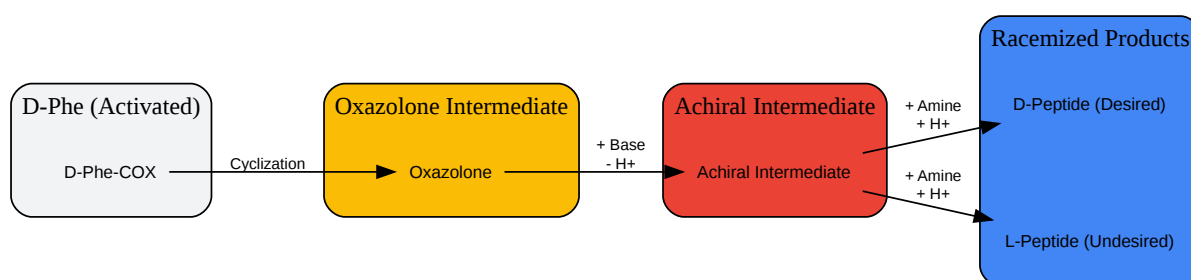 D-Phe (Activated)
D-Phe-COX
Cyclization
Oxazolone Intermediate
Oxazolone
+ Base
- H+
Achiral Intermediate
Achiral Intermediate
+ Amine
+ H+
+ Amine
+ H+
Racemized Products
D-Peptide (Desired)
L-Peptide (Undesired)